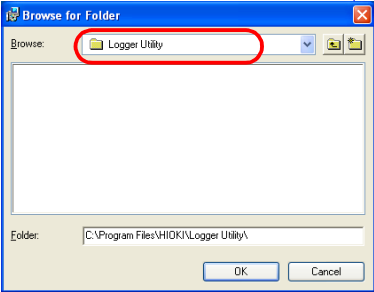 Browse for Folder
Browse:
Logger Utility
Folder:
C:\Program Files\HIOKI\Logger Utility\
OK
Cancel